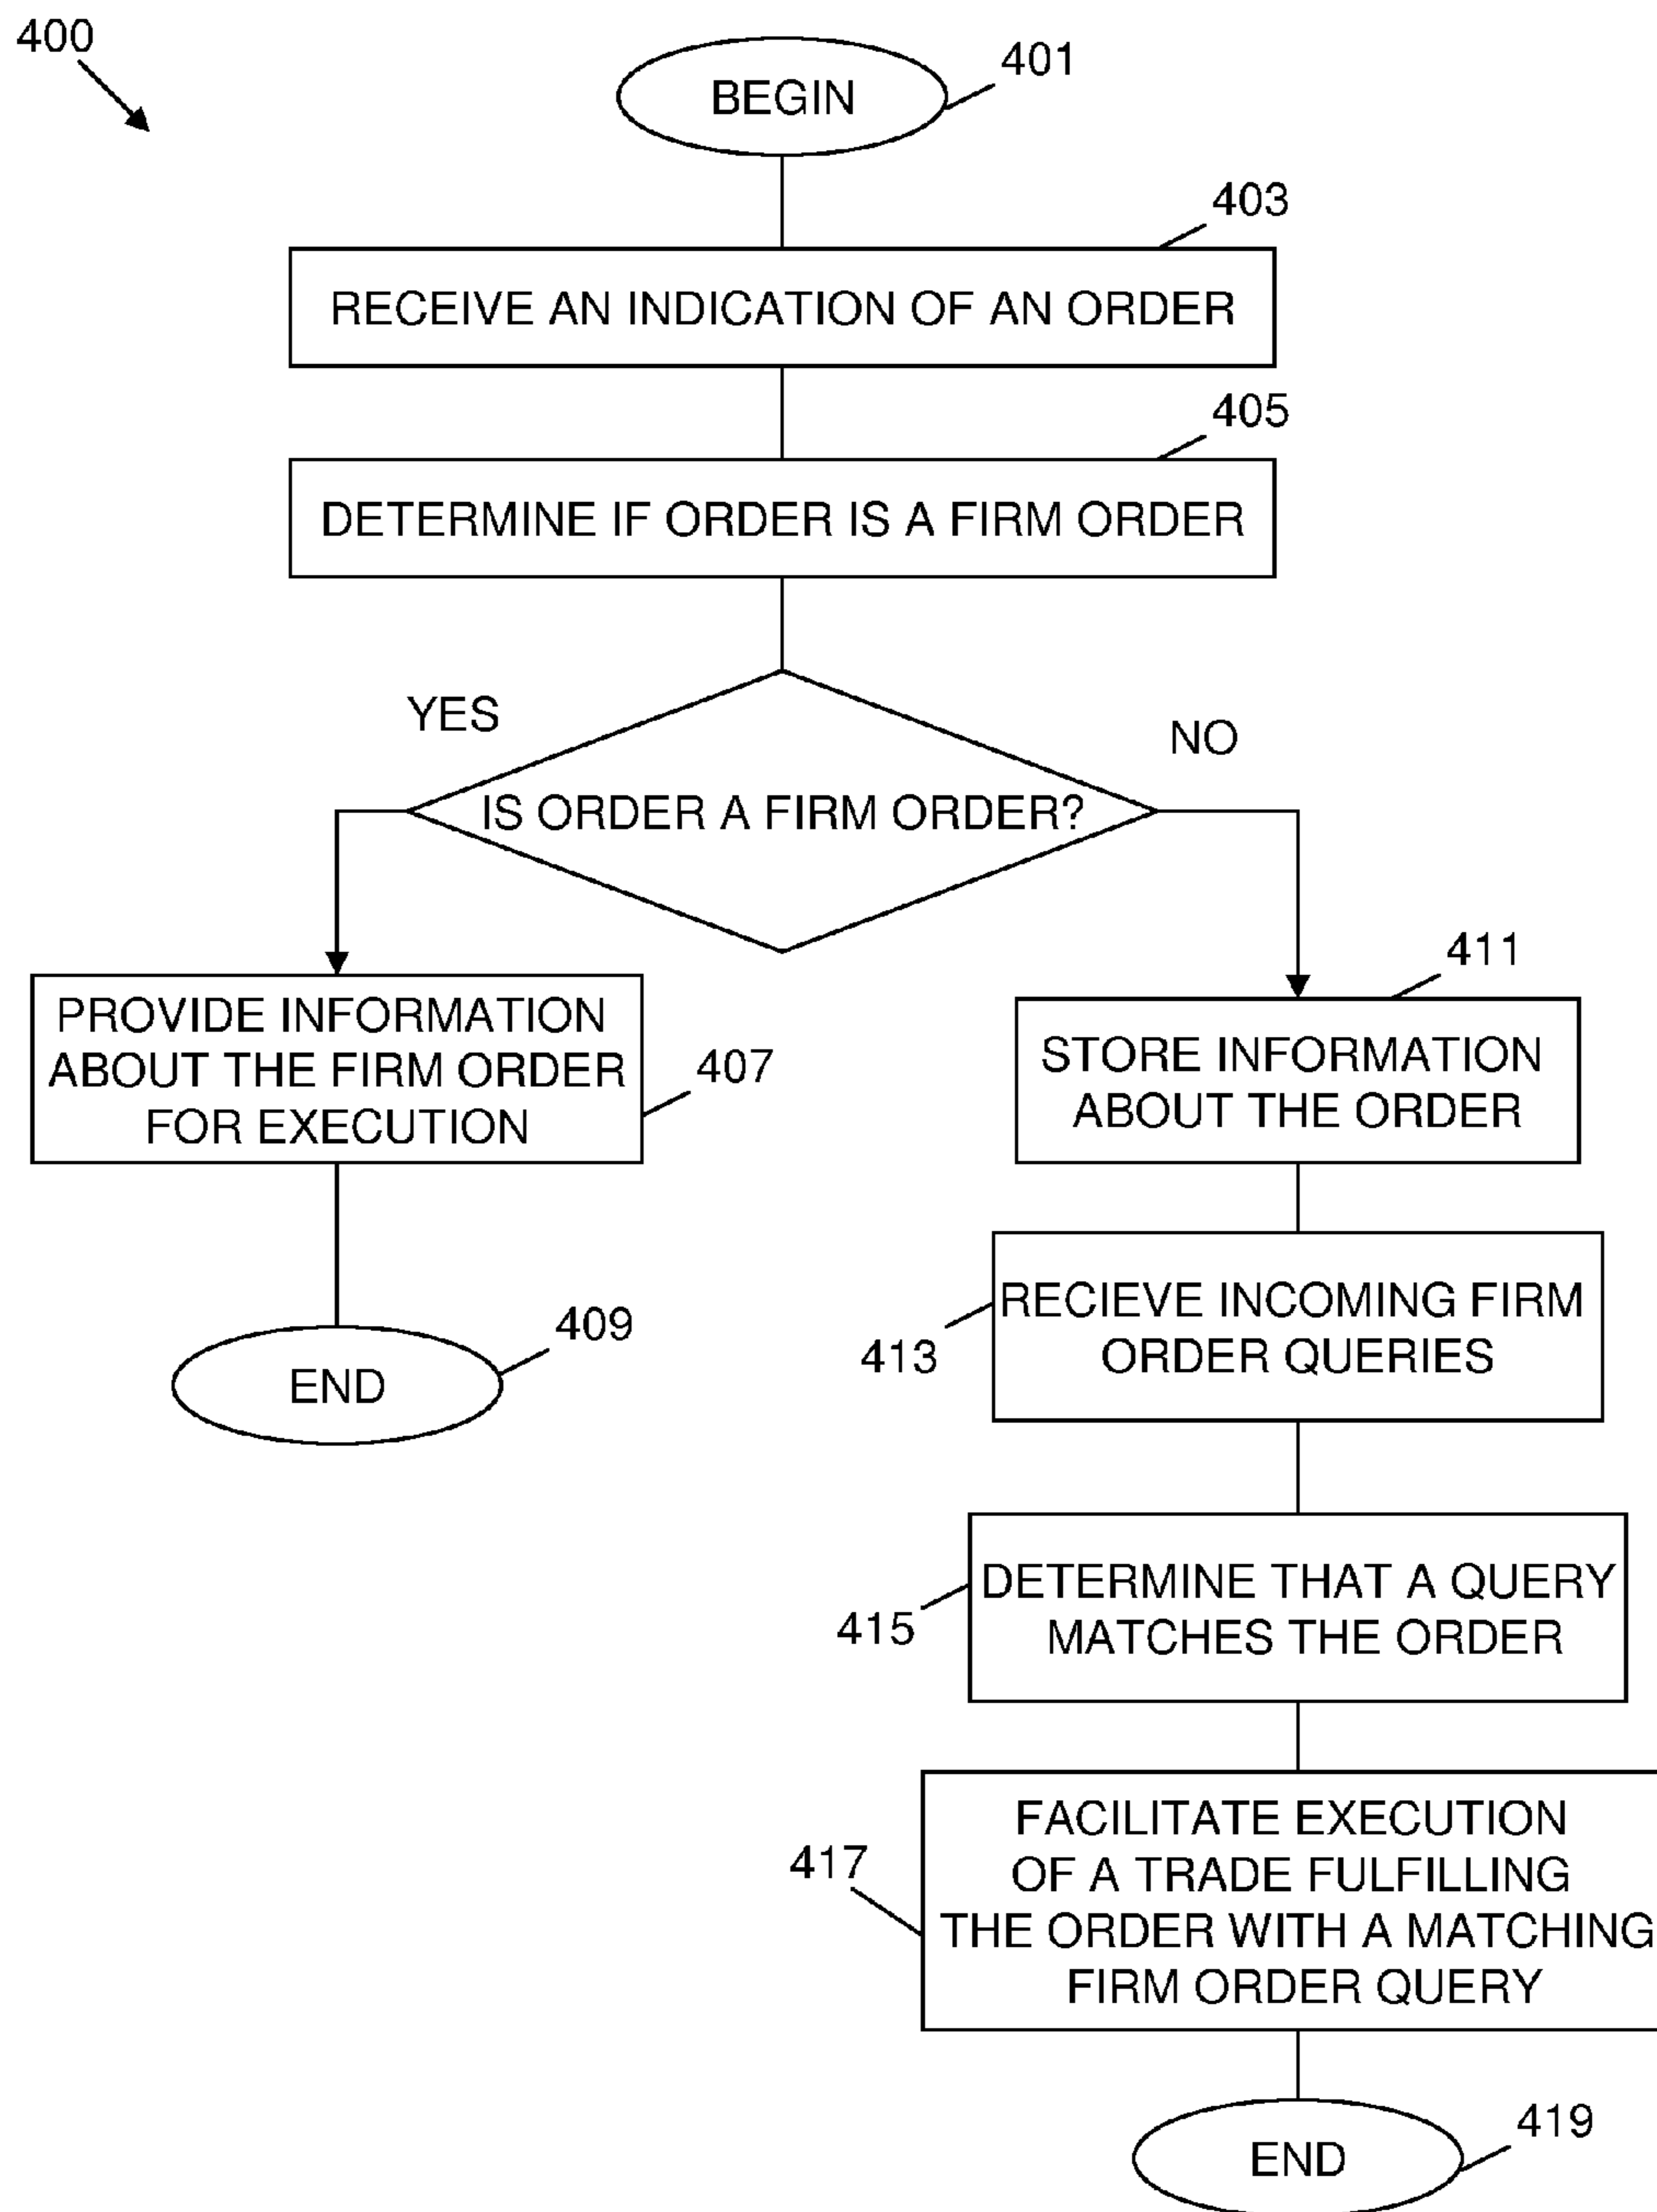 400
BEGIN
401
403
RECEIVE AN INDICATION OF AN ORDER
405
DETERMINE IF ORDER IS A FIRM ORDER
YES
NO
IS ORDER A FIRM ORDER?
PROVIDE INFORMATION
ABOUT THE FIRM ORDER
FOR EXECUTION
407
409
END
411
STORE INFORMATION
ABOUT THE ORDER
RECIEVE INCOMING FIRM
ORDER QUERIES
413
DETERMINE THAT A QUERY
MATCHES THE ORDER
415
FACILITATE EXECUTION
OF A TRADE FULFILLING
THE ORDER WITH A MATCHING
FIRM ORDER QUERY
417
419
END